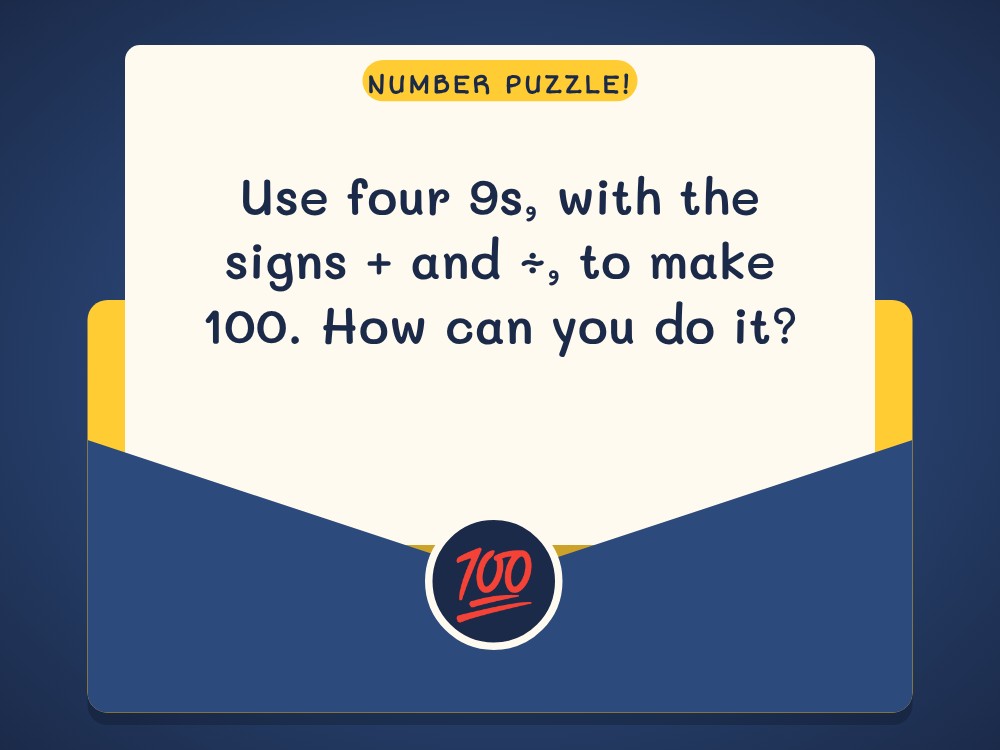 NUMBER PUZZLE!
Use four 9s, with the
signs + and ÷, to make
100. How can you do it?
100